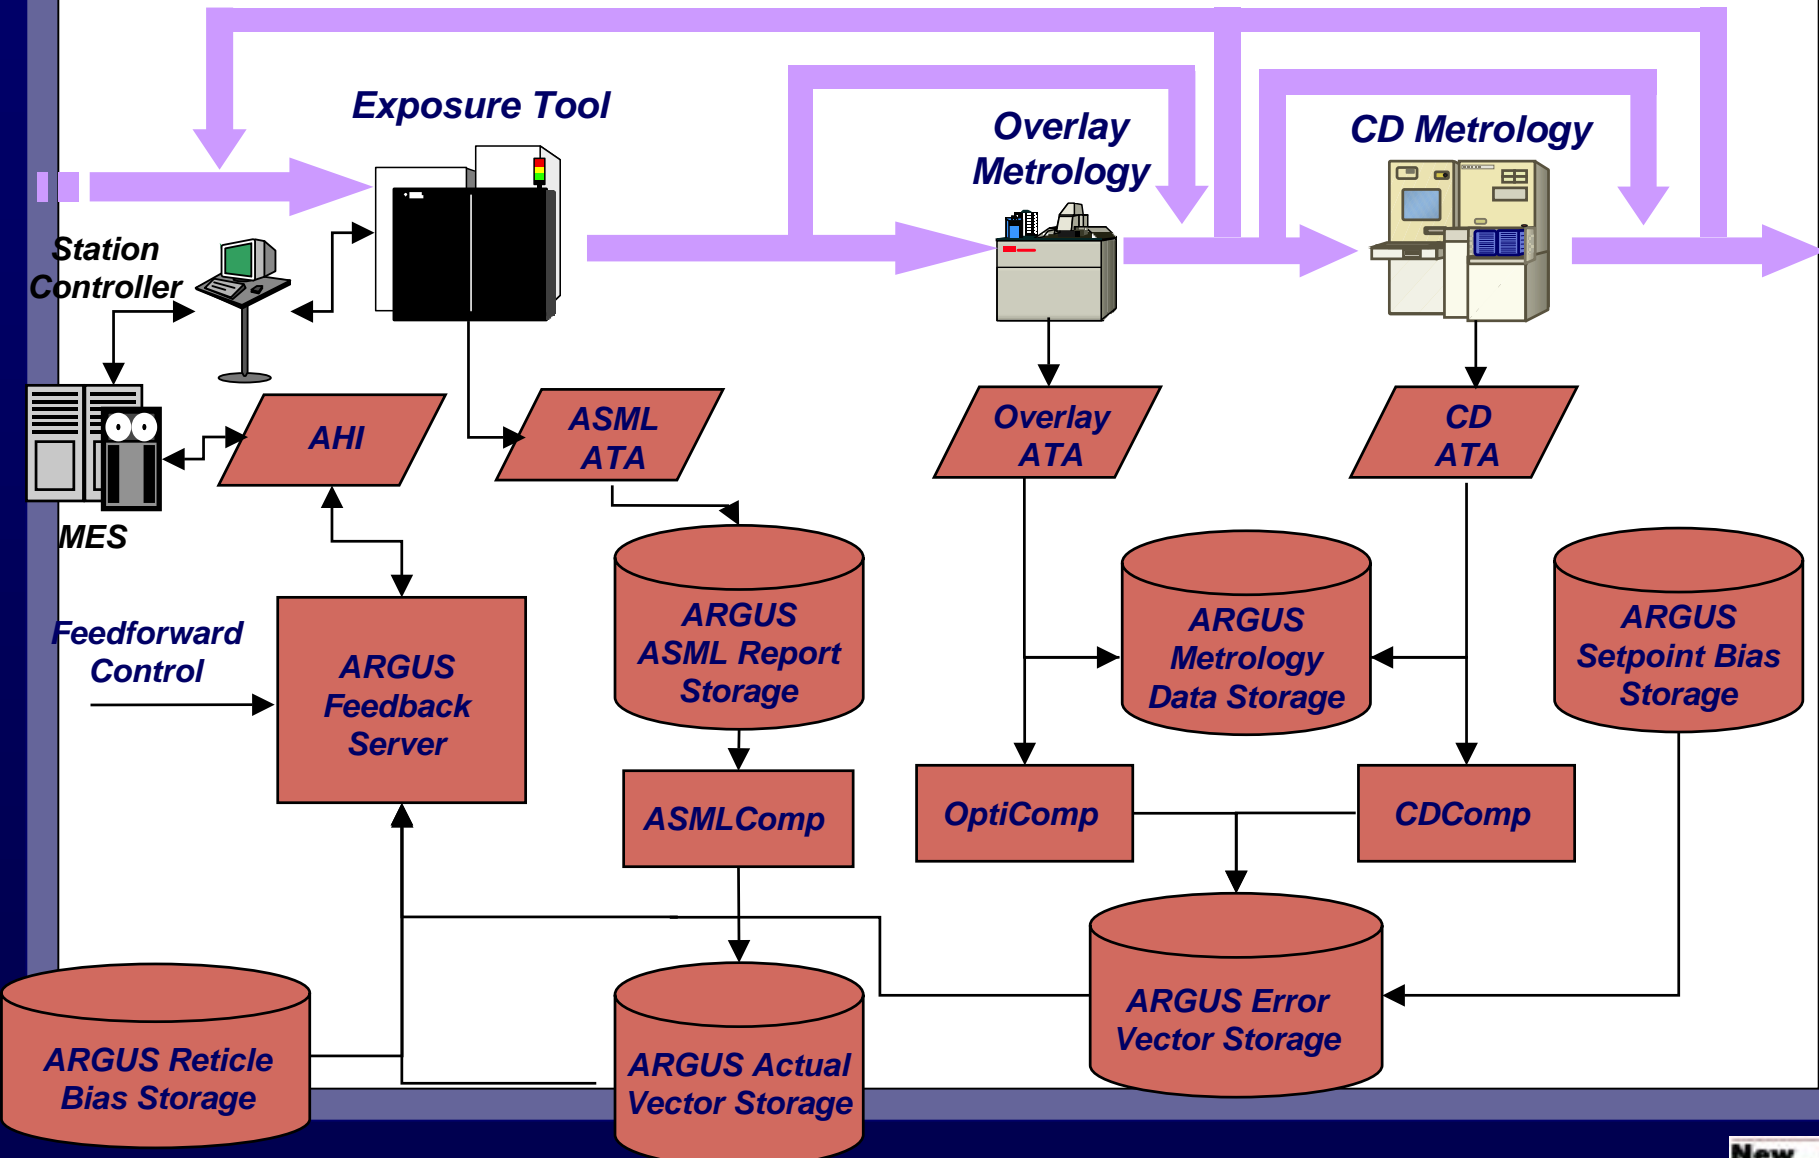 Exposure Tool
Overlay
Metrology
CD Metrology
Station
Controller
AHI
ASML
ATA
Overlay
ATA
CD
ATA
MES
Feedforward
Control
ARGUS
Feedback
Server
ARGUS
ASML Report
Storage
ARGUS
Metrology
Data Storage
ARGUS
Setpoint Bias
Storage
ASMLComp
OptiComp
CDComp
ARGUS Reticle
Bias Storage
ARGUS Actual
Vector Storage
ARGUS Error
Vector Storage
New